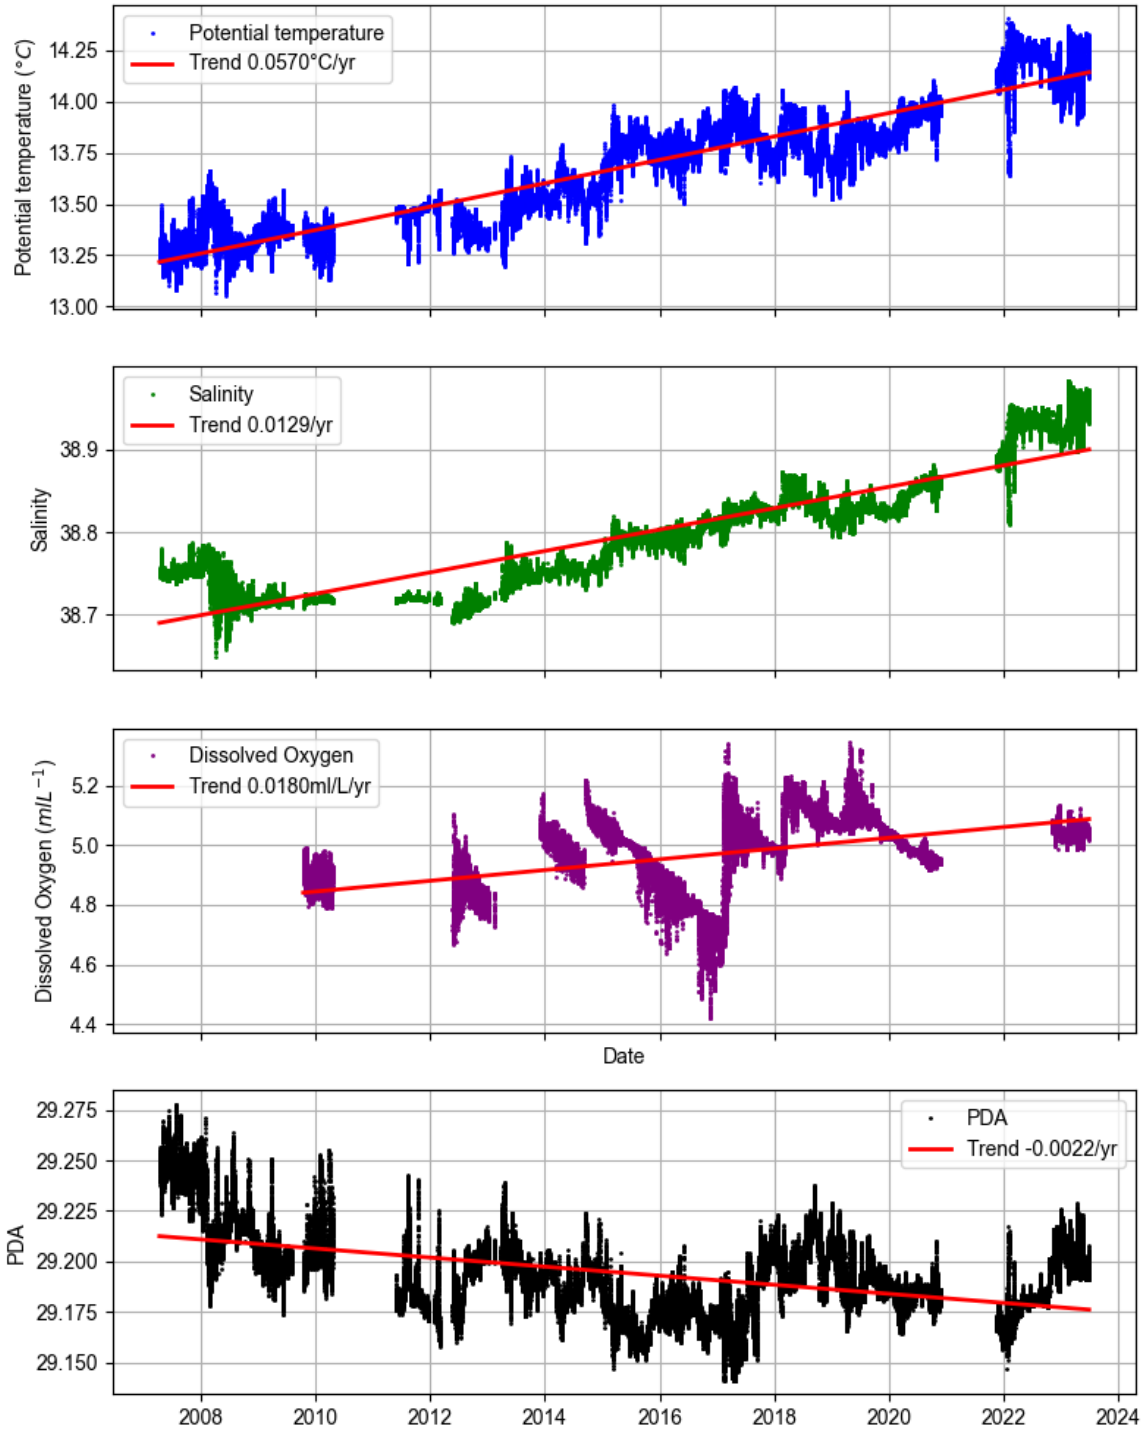 Potential temperature (°C)
14.25
14.00
13.75
13.50
13.25
13.00
Potential temperature
Trend 0.0570°C/yr
Salinity
38.9
38.8
38.7
Salinity
Trend 0.0129/yr
Dissolved Oxygen (mlL⁻¹)
5.2
5.0
4.8
4.6
4.4
Dissolved Oxygen
Trend 0.0180ml/L/yr
Date
PDA
29.275
29.250
29.225
29.200
29.175
29.150
PDA
Trend -0.0022/yr
2008 2010 2012 2014 2016 2018 2020 2022 2024